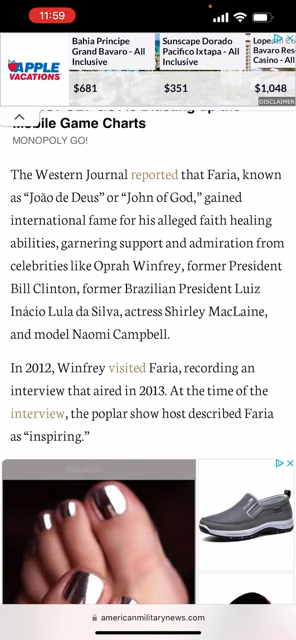 11:59
Bahia Principe Grand Bavaro - All Inclusive
Sunscape Dorado Pacifico Ixtapa - All Inclusive
Bavaro Res
Casino - All
APPLE
VACATIONS
$681
$351
$1,048
DISCLAIMER
Mobile Game Charts
MONOPOLY GO!
The Western Journal reported that Faria, known
as “João de Deus” or “John of God,” gained
international fame for his alleged faith healing
abilities, garnering support and admiration from
celebrities like Oprah Winfrey, former President
Bill Clinton, former Brazilian President Luiz
Inácio Lula da Silva, actress Shirley MacLaine,
and model Naomi Campbell.
In 2012, Winfrey visited Faria, recording an
interview that aired in 2013. At the time of the
interview, the poplar show host described Faria
as “inspiring.”
americanmilitarynews.com